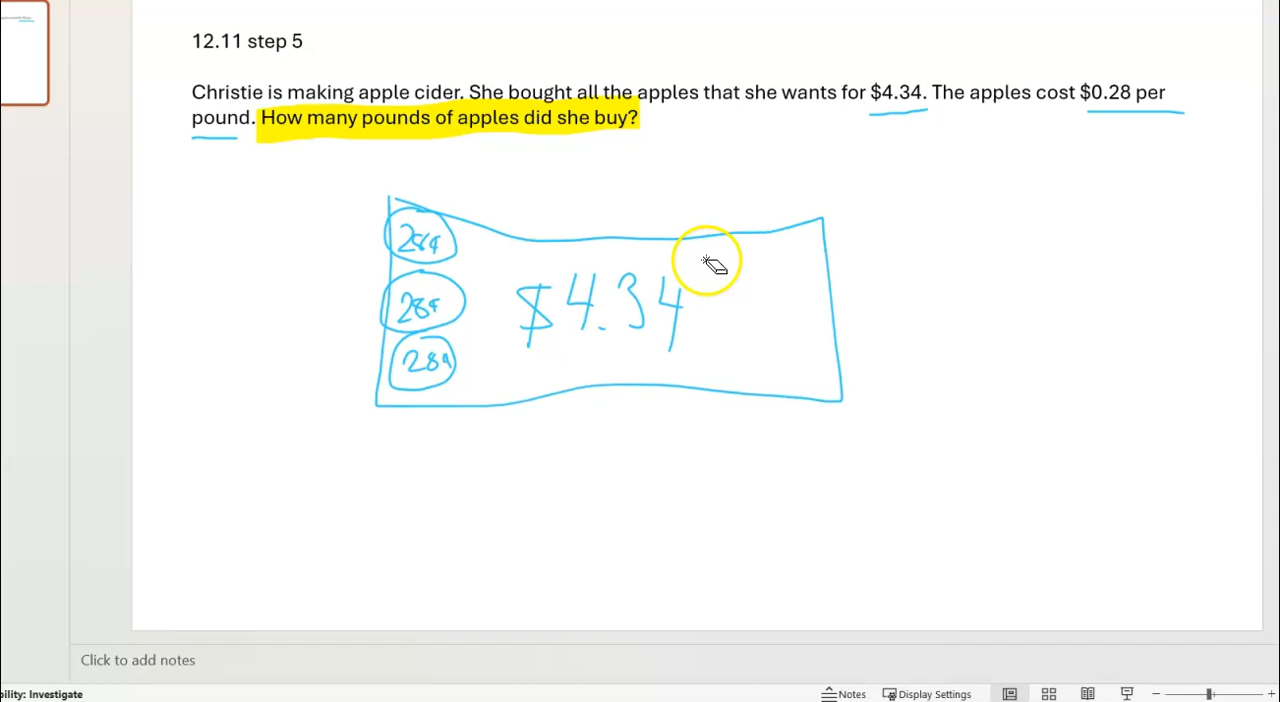 12.11 step 5
Christie is making apple cider. She bought all the apples that she wants for $4.34. The apples cost $0.28 per
pound. How many pounds of apples did she buy?
28¢
28¢
$4.34
28¢
Click to add notes
bility: Investigate
Notes
Display Settings